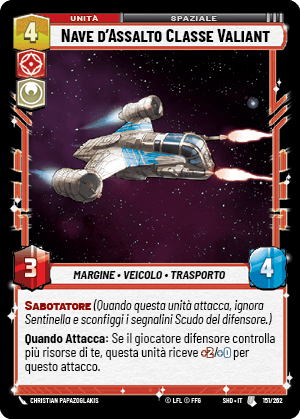 4
UNITÀ
SPAZIALE
NAVE D'ASSALTO CLASSE VALIANT
3
MARGINE • VEICOLO • TRASPORTO
4
SABOTATORE (Quando questa unità attacca, ignora
Sentinella e sconfiggi i segnalini Scudo del difensore.)
Quando Attacca: Se il giocatore difensore controlla
più risorse di te, questa unità riceve +2/+0 per
questo attacco.
CHRISTIAN PAPAZOGLAKIS
© LFL © FFG
SHD • IT
151/262